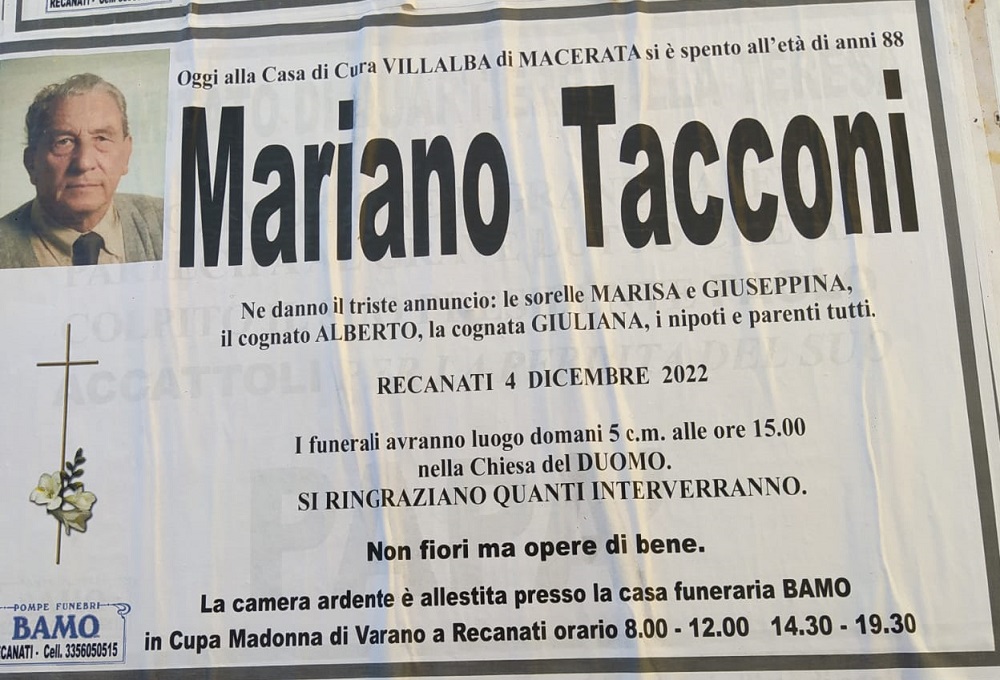 Oggi alla Casa di Cura VILLALBA di MACERATA si è spento all'età di anni 88
Mariano Tacconi
Ne danno il triste annuncio: le sorelle MARISA e GIUSEPPINA,
il cognato ALBERTO, la cognata GIULIANA, i nipoti e parenti tutti.
RECANATI 4 DICEMBRE 2022
I funerali avranno luogo domani 5 c.m. alle ore 15.00
nella Chiesa del DUOMO.
SI RINGRAZIANO QUANTI INTERVERRANNO.
Non fiori ma opere di bene.
La camera ardente è allestita presso la casa funeraria BAMO
in Cupa Madonna di Varano a Recanati orario 8.00 - 12.00 14.30 - 19.30
POMPE FUNEBRI
BAMO
CANATI - Cell. 3356050515